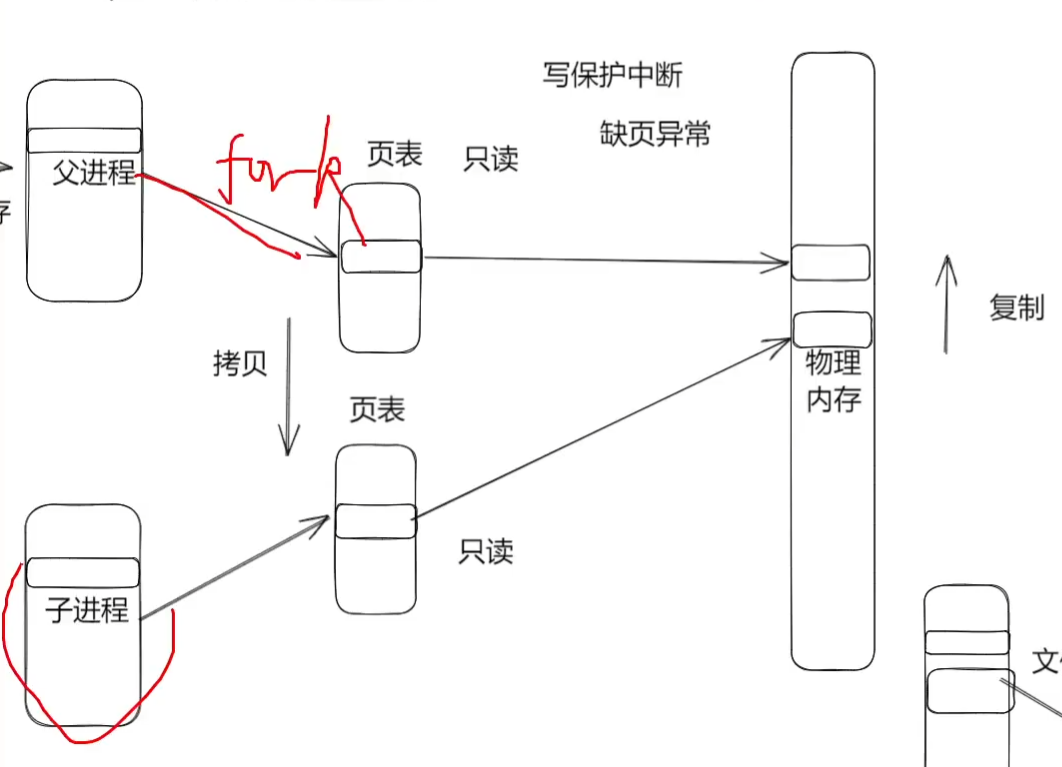 写保护中断
缺页异常
页表
只读
父进程
fork
存
拷贝
复制
物理
内存
页表
只读
子进程